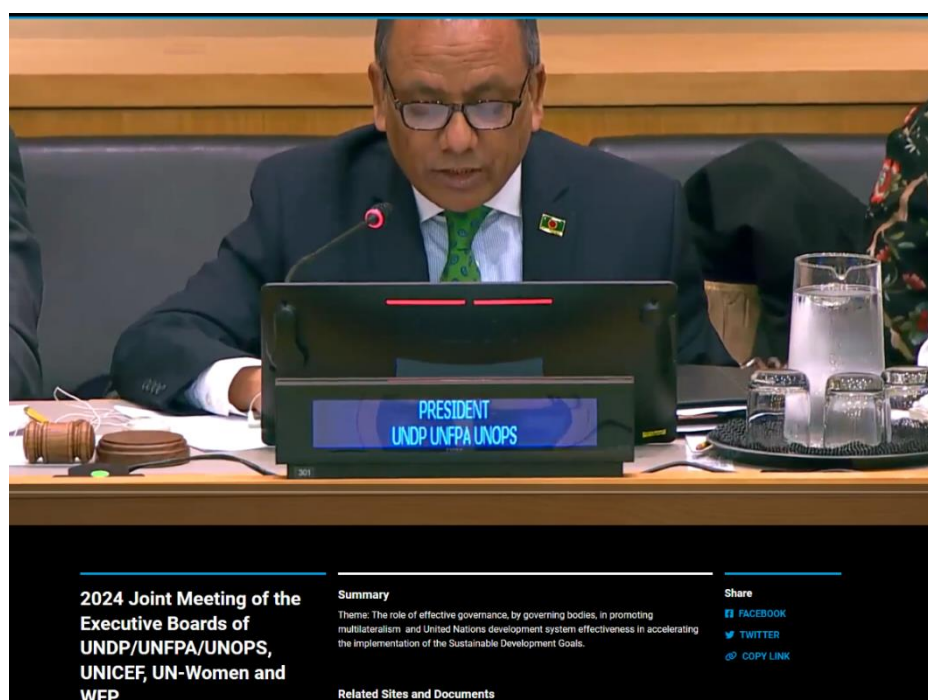 PRESIDENT
UNDP UNFPA UNOPS
301
2024 Joint Meeting of the
Executive Boards of
UNDP/UNFPA/UNOPS,
UNICEF, UN-Women and
WFP
Summary
Theme: The role of effective governance, by governing bodies, in promoting
multilateralism and United Nations development system effectiveness in accelerating
the implementation of the Sustainable Development Goals.
Related Sites and Documents
Share
FACEBOOK
TWITTER
COPY LINK